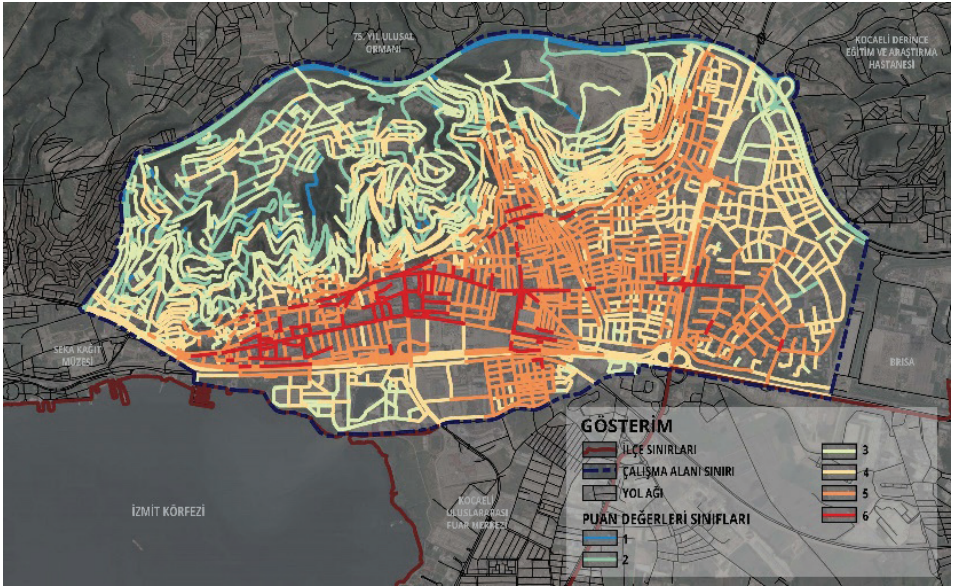 75. YIL ULUSAL
ORMANI
KOCAELİ DERİNCE
EĞİTİM VE ARAŞTIRMA
HASTANESİ
SEKA KAĞIT
MÜZESİ
BRISA
İZMİT KÖRFEZİ
KOCAELİ
ULUSLARARASI
FUAR MERKEZİ
GÖSTERİM
İLÇE SINIRLARI
ÇALIŞMA ALANI SINIRI
YOL AĞI
PUAN DEĞERLERİ SINIFLARI
1
2
3
4
5
6